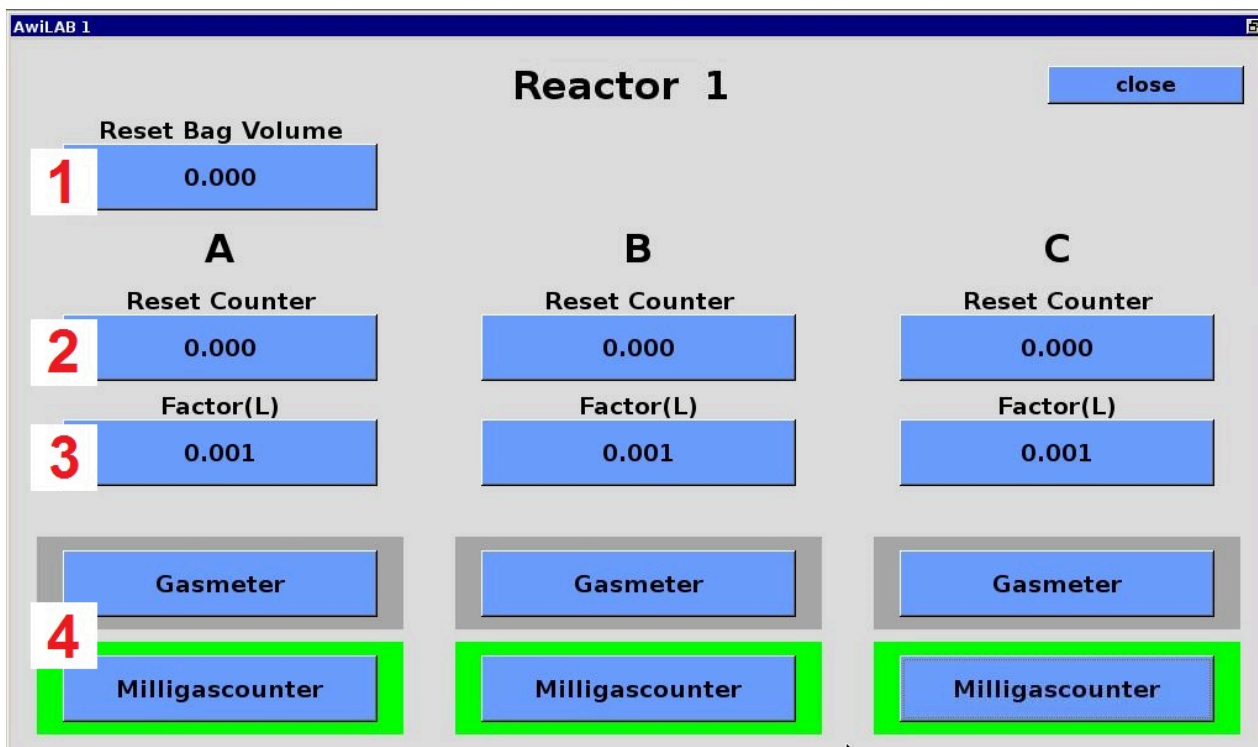 AwiLAB 1
Reactor 1
close
Reset Bag Volume
1
0.000
A B C
Reset Counter Reset Counter Reset Counter
2
0.000 0.000 0.000
Factor(L) Factor(L) Factor(L)
3
0.001 0.001 0.001
Gasmeter Gasmeter Gasmeter
4
Milligascounter Milligascounter Milligascounter